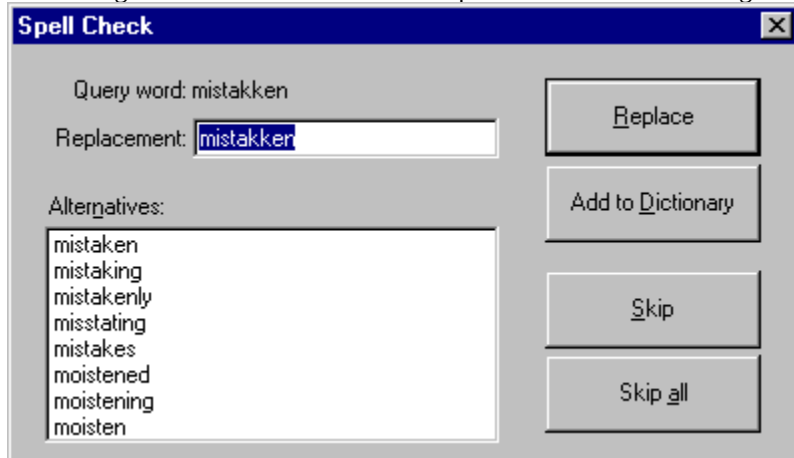 Spell Check
Query word: mistakken
Replacement: mistakken
Replace
Add to Dictionary
Alternatives:
mistaken
mistaking
mistakenly
misstating
mistakes
moistened
moistening
moisten
Skip
Skip all